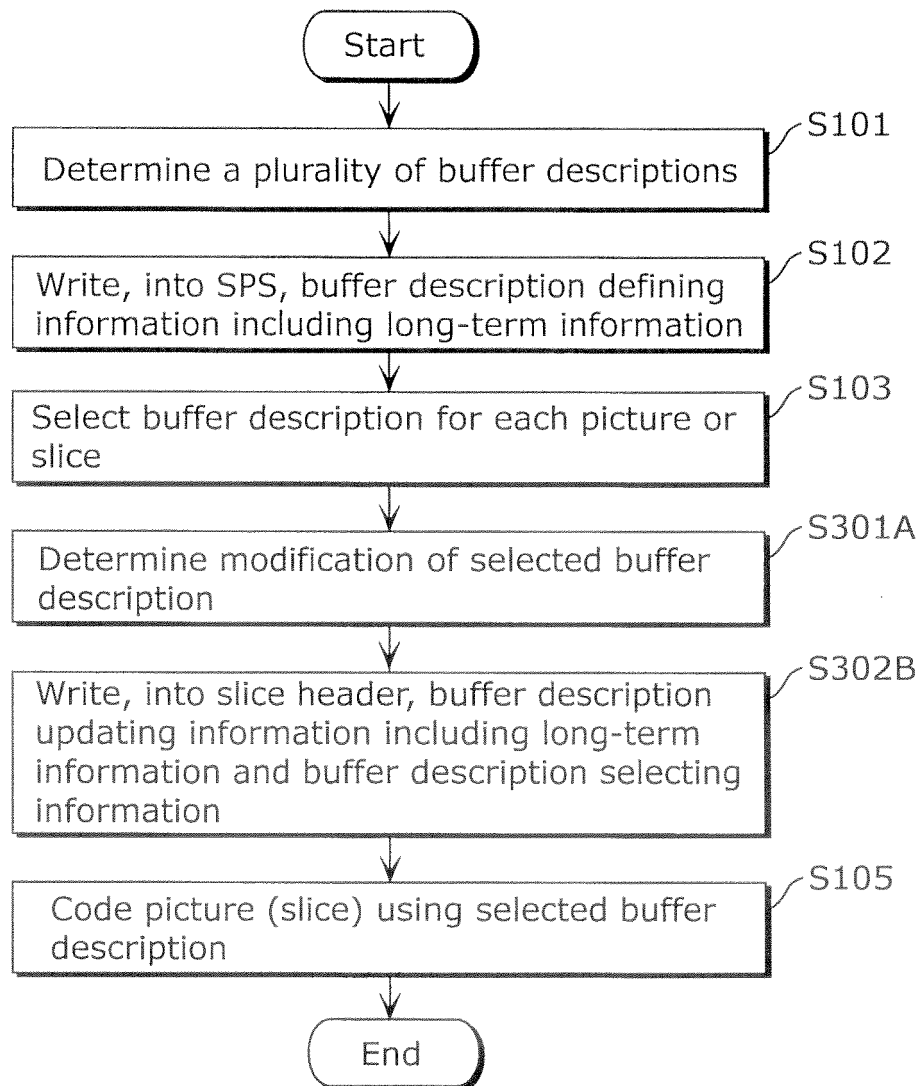 Start
S101
Determine a plurality of buffer descriptions
S102
Write, into SPS, buffer description defining
information including long-term information
S103
Select buffer description for each picture or
slice
S301A
Determine modification of selected buffer
description
S302B
Write, into slice header, buffer description
updating information including long-term
information and buffer description selecting
information
S105
Code picture (slice) using selected buffer
description
End